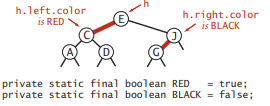 h
h.left.color
is RED
h.right.color
is BLACK
E
C
J
A
D
G
private static final boolean RED   = true;
private static final boolean BLACK = false;